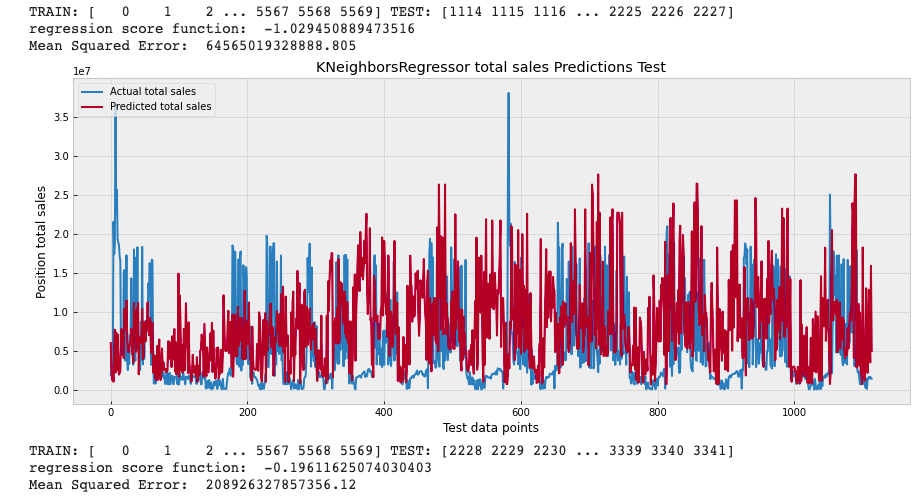 TRAIN: [   0    1    2 ... 5567 5568 5569] TEST: [1114 1115 1116 ... 2225 2226 2227]
regression score function:  -1.029450889473516
Mean Squared Error:  64565019328888.805
KNeighborsRegressor total sales Predictions Test
1e7
Actual total sales
Predicted total sales
3.5
3.0
2.5
2.0
1.5
1.0
0.5
0.0
Position total sales
0 200 400 600 800 1000
Test data points
TRAIN: [   0    1    2 ... 5567 5568 5569] TEST: [2228 2229 2230 ... 3339 3340 3341]
regression score function:  -0.19611625074030403
Mean Squared Error:  208926327857356.12